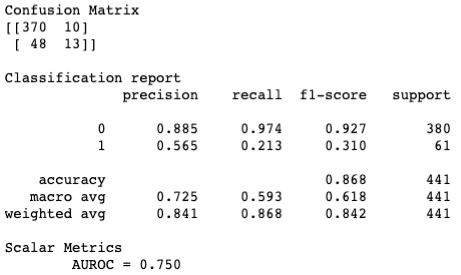 Confusion Matrix
[[370  10]
 [ 48  13]]
Classification report
precision    recall  f1-score   support
0      0.885     0.974     0.927       380
1      0.565     0.213     0.310        61
accuracy                          0.868       441
macro avg      0.725     0.593     0.618       441
weighted avg      0.841     0.868     0.842       441
Scalar Metrics
AUROC = 0.750